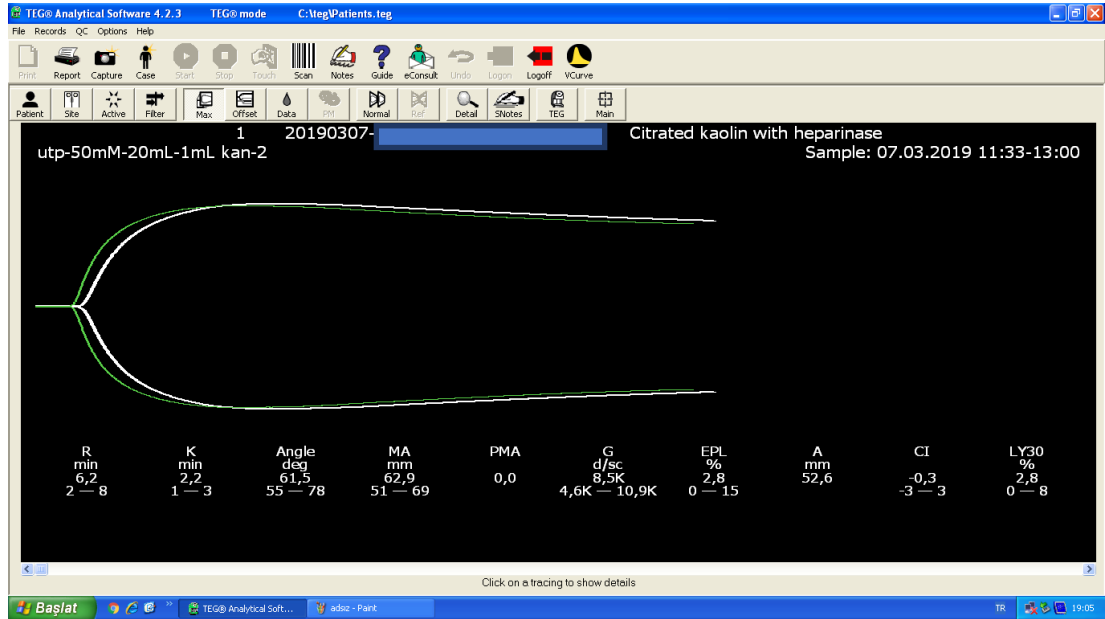 TEG® Analytical Software 4.2.3 TEG® mode C:\teg\Patients.teg
File Records QC Options Help
Print Report Capture Case Start Stop Touch Scan Notes Guide eConsult Undo Logon Logoff VCurve
Patient Site Active Filter Max Offset Data PM Normal Ref Detail SNotes TEG Main
1 20190307- Citrated kaolin with heparinase
utp-50mM-20mL-1mL kan-2 Sample: 07.03.2019 11:33-13:00
R K Angle MA PMA G EPL A CI LY30
min min deg mm d/sc % mm %
6,2 2,2 61,5 62,9 0,0 8,5K 2,8 52,6 -0,3 2,8
2 — 8 1 — 3 55 — 78 51 — 69 4,6K — 10,9K 0 — 15 -3 — 3 0 — 8
Click on a tracing to show details
Başlat TEG® Analytical Soft... adsız - Paint TR 19:05